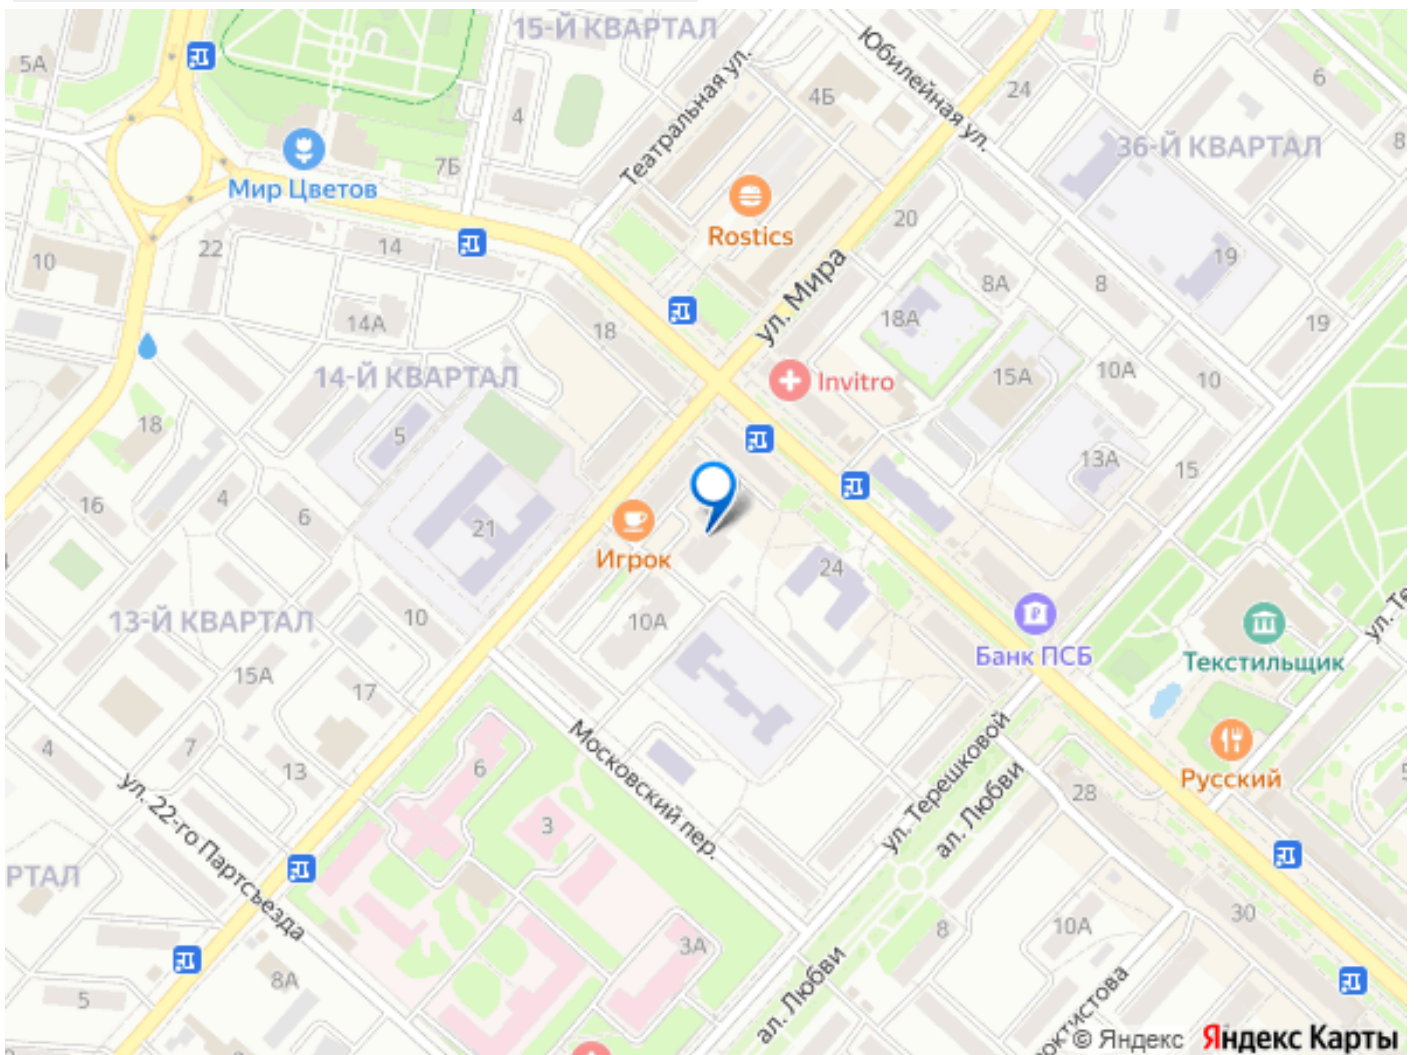 15-Й КВАРТАЛ
5А
4
4Б
24
6
Юбилейная ул.
Театральная ул.
36-Й КВАРТАЛ
8
7Б
Мир Цветов
Rostics
20
22
14
10
19
8А
8
ул. Мира
14А
18
18А
19
14-Й КВАРТАЛ
Invitro
15А
10А
10
18
5
13А
15
16
4
6
21
Игрок
24
13-Й КВАРТАЛ
10
10А
Банк ПСБ
Текстильщик
15А
17
4
7
13
6
Московский пер.
ул. Терешковой
ал. Любви
Русский
28
ул. 22-го Партсъезда
3
РТАЛ
30
8
10А
3А
8А
5
ал. Любви
© Яндекс Яндекс Карты